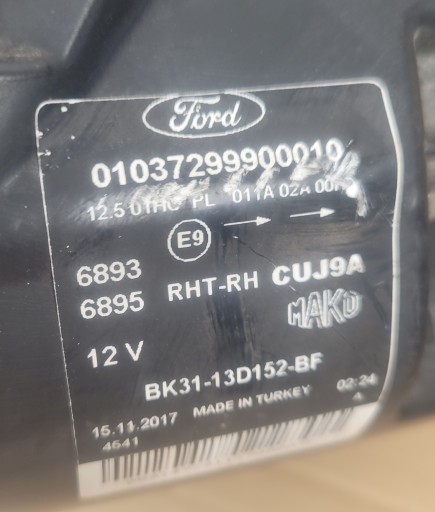 Ford
01037299900010
12.5 01HC PL 011A 02A
E9
6893 RHT-RH CUJ9A
6895 MAKO
12 V
BK31-13D152-BF
15.11.2017 MADE IN TURKEY 02:24
4641 A